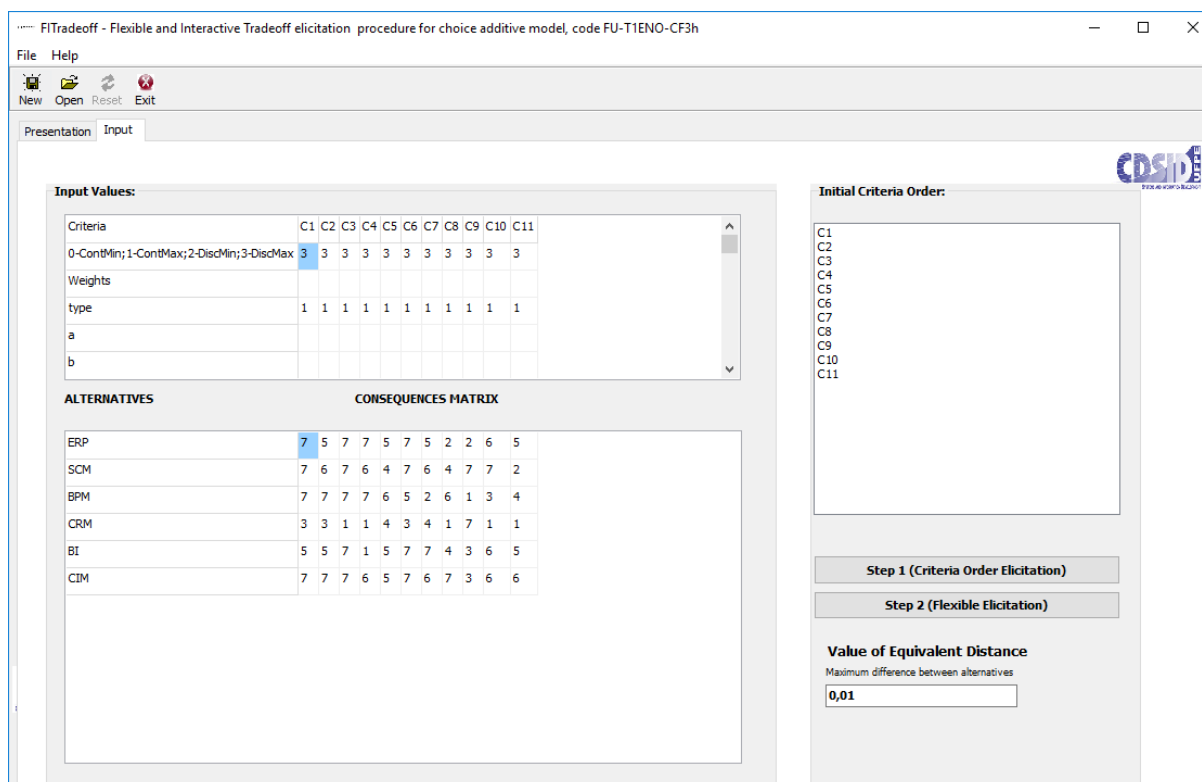 FITradeoff - Flexible and Interactive Tradeoff elicitation procedure for choice additive model, code FU-T1ENO-CF3h
File Help
New Open Reset Exit
Presentation Input
CDSID UFPE
Input Values:
Criteria C1 C2 C3 C4 C5 C6 C7 C8 C9 C10 C11
0-ContMin;1-ContMax;2-DiscMin;3-DiscMax 3 3 3 3 3 3 3 3 3 3 3
Weights
type 1 1 1 1 1 1 1 1 1 1 1
a
b
ALTERNATIVES CONSEQUENCES MATRIX
ERP 7 5 7 7 5 7 5 2 2 6 5
SCM 7 6 7 6 4 7 6 4 7 7 2
BPM 7 7 7 7 6 5 2 6 1 3 4
CRM 3 3 1 1 4 3 4 1 7 1 1
BI 5 5 7 1 5 7 7 4 3 6 5
CIM 7 7 7 6 5 7 6 7 3 6 6
Initial Criteria Order:
C1
C2
C3
C4
C5
C6
C7
C8
C9
C10
C11
Step 1 (Criteria Order Elicitation)
Step 2 (Flexible Elicitation)
Value of Equivalent Distance
Maximum difference between alternatives
0,01